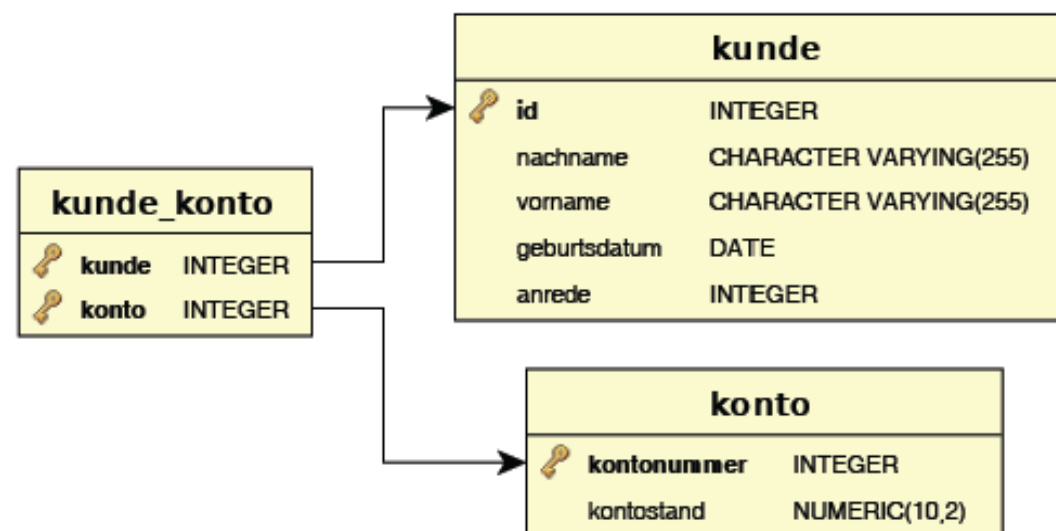 kunde
id INTEGER
nachname CHARACTER VARYING(255)
vorname CHARACTER VARYING(255)
geburtsdatum DATE
anrede INTEGER
kunde_konto
kunde INTEGER
konto INTEGER
konto
kontonummer INTEGER
kontostand NUMERIC(10,2)